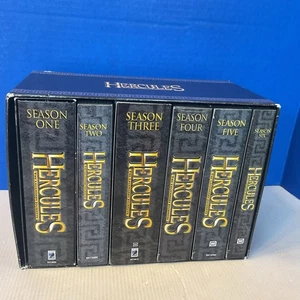 HERCULES
SEASON ONE
HERCULES
SEASON TWO
HERCULES
SEASON THREE
HERCULES
SEASON FOUR
HERCULES
SEASON FIVE
HERCULES
SEASON SIX
HERCULES